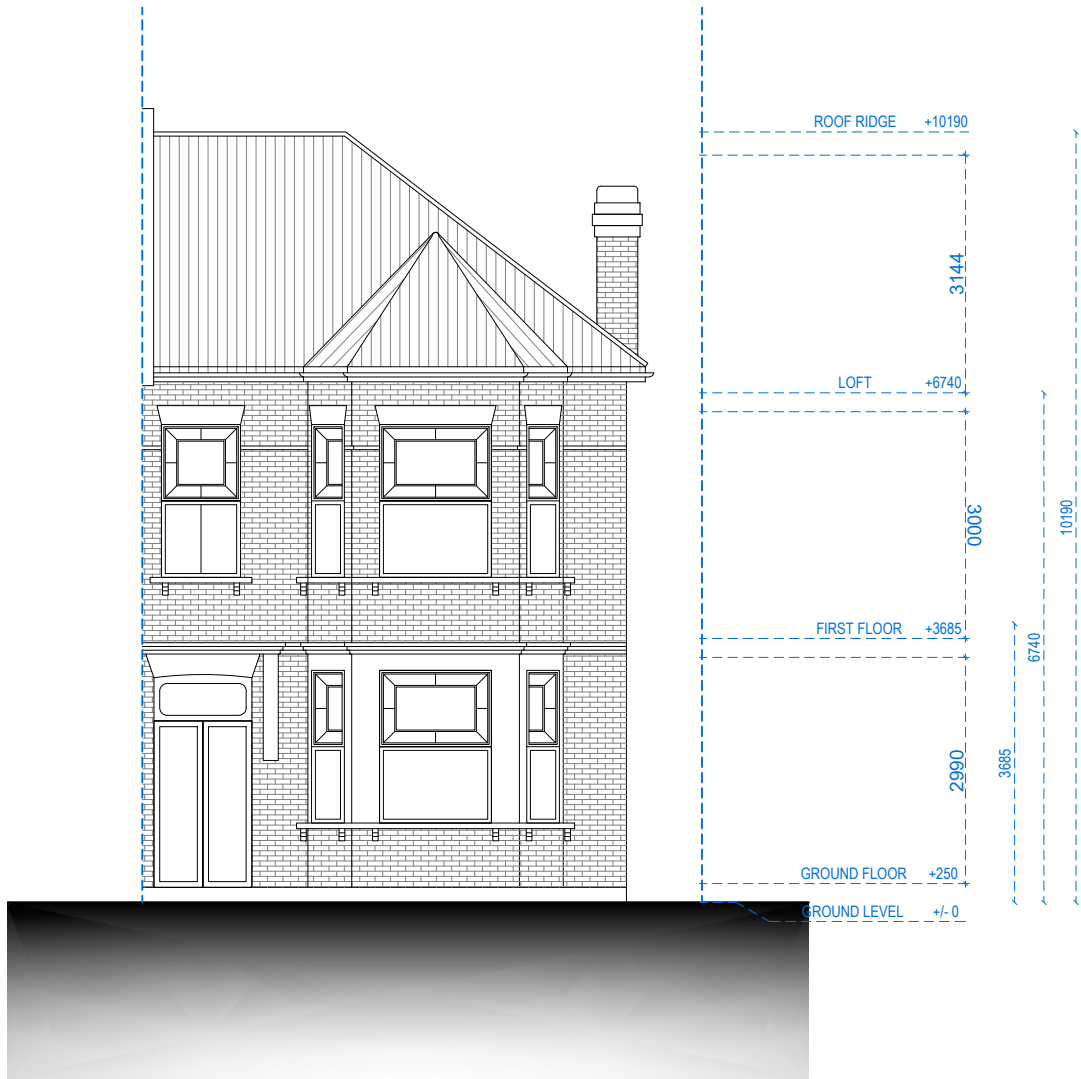 ROOF RIDGE +10190
3144
LOFT +6740
3000
10190
FIRST FLOOR +3685
6740
2990
3685
GROUND FLOOR +250
GROUND LEVEL +/- 0